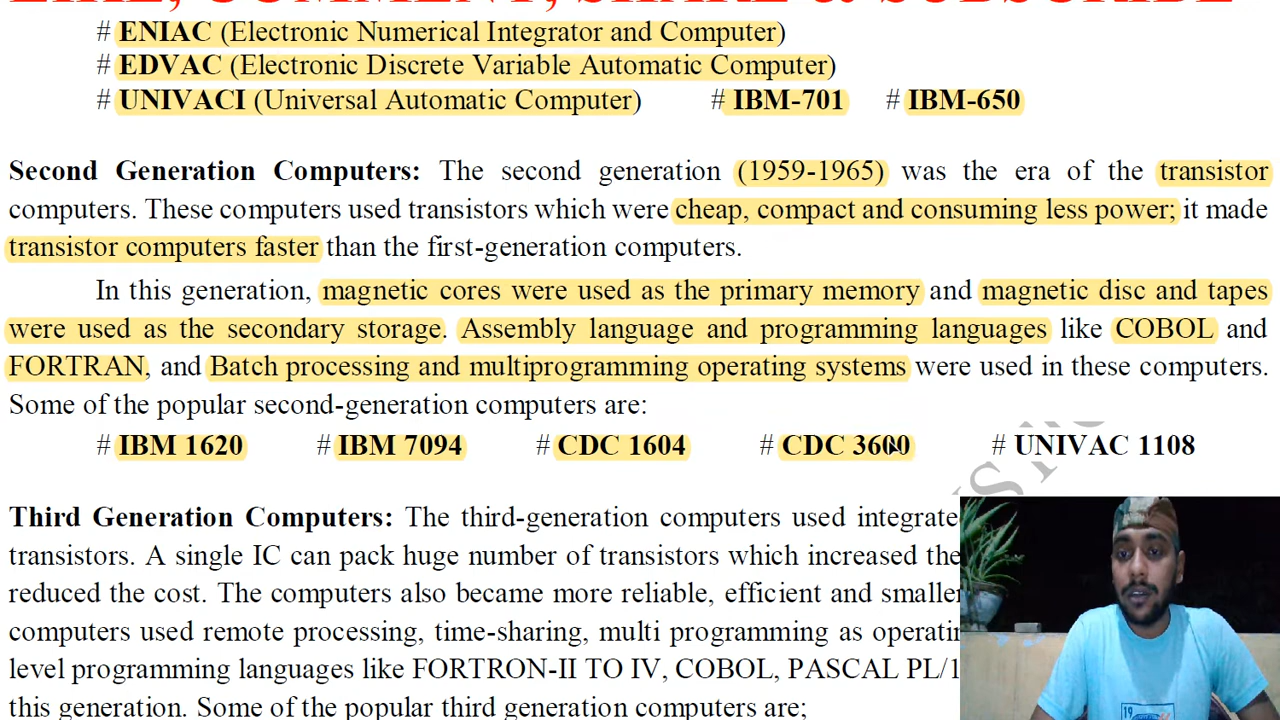 LIKE, COMMENT, SHARE & SUBSCRIBE
# ENIAC (Electronic Numerical Integrator and Computer)
# EDVAC (Electronic Discrete Variable Automatic Computer)
# UNIVACI (Universal Automatic Computer) # IBM-701 # IBM-650
Second Generation Computers: The second generation (1959-1965) was the era of the transistor
computers. These computers used transistors which were cheap, compact and consuming less power; it made
transistor computers faster than the first-generation computers.
In this generation, magnetic cores were used as the primary memory and magnetic disc and tapes
were used as the secondary storage. Assembly language and programming languages like COBOL and
FORTRAN, and Batch processing and multiprogramming operating systems were used in these computers.
Some of the popular second-generation computers are:
# IBM 1620 # IBM 7094 # CDC 1604 # CDC 3600 # UNIVAC 1108
Third Generation Computers: The third-generation computers used integrate
transistors. A single IC can pack huge number of transistors which increased the
reduced the cost. The computers also became more reliable, efficient and smaller
computers used remote processing, time-sharing, multi programming as operati
level programming languages like FORTRON-II TO IV, COBOL, PASCAL PL/1
this generation. Some of the popular third generation computers are;
19